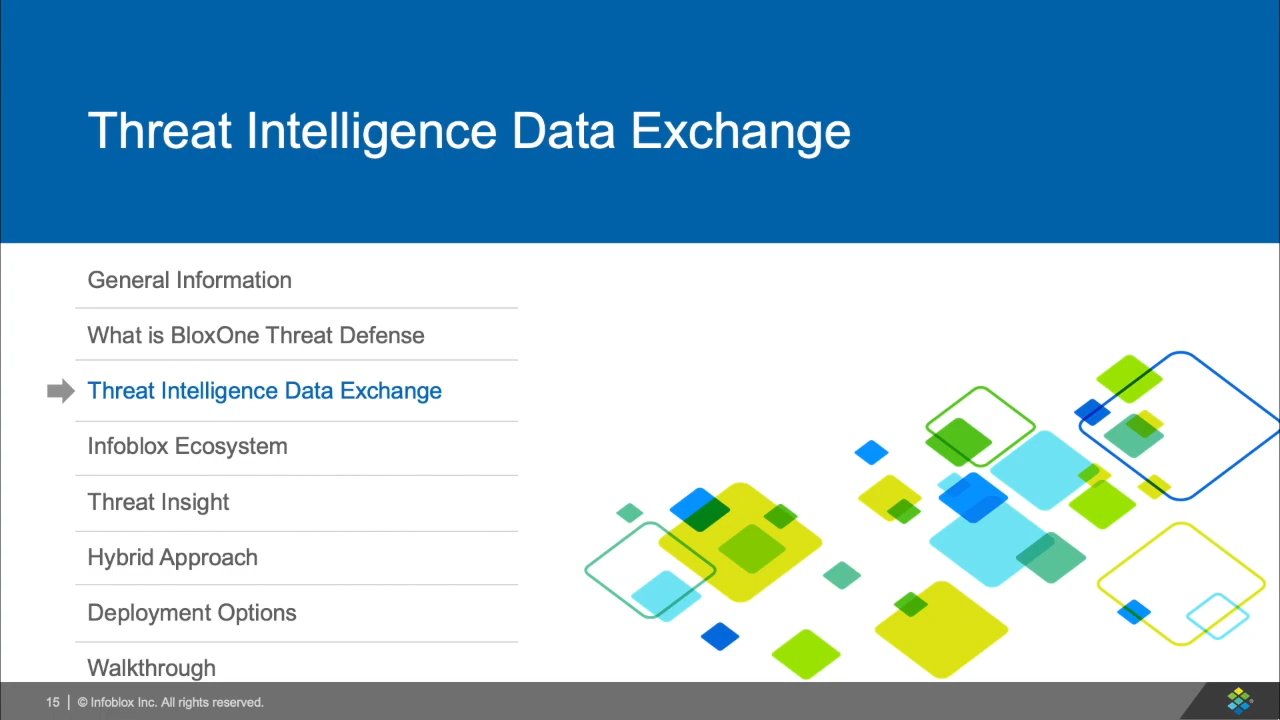 Threat Intelligence Data Exchange
General Information
What is BloxOne Threat Defense
Threat Intelligence Data Exchange
Infoblox Ecosystem
Threat Insight
Hybrid Approach
Deployment Options
Walkthrough
15 | © Infoblox Inc. All rights reserved.